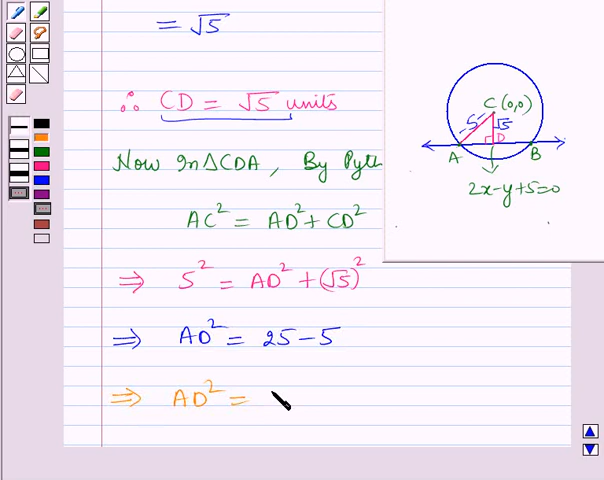 = √5
∴ CD = √5 units
Now In ΔCDA, By Pyth
AC² = AD² + CD²
⇒ 5² = AD² + (√5)²
⇒ AD² = 25 - 5
⇒ AD² =
C(0,0)
5 √5
D
A B
2x-y+5=0